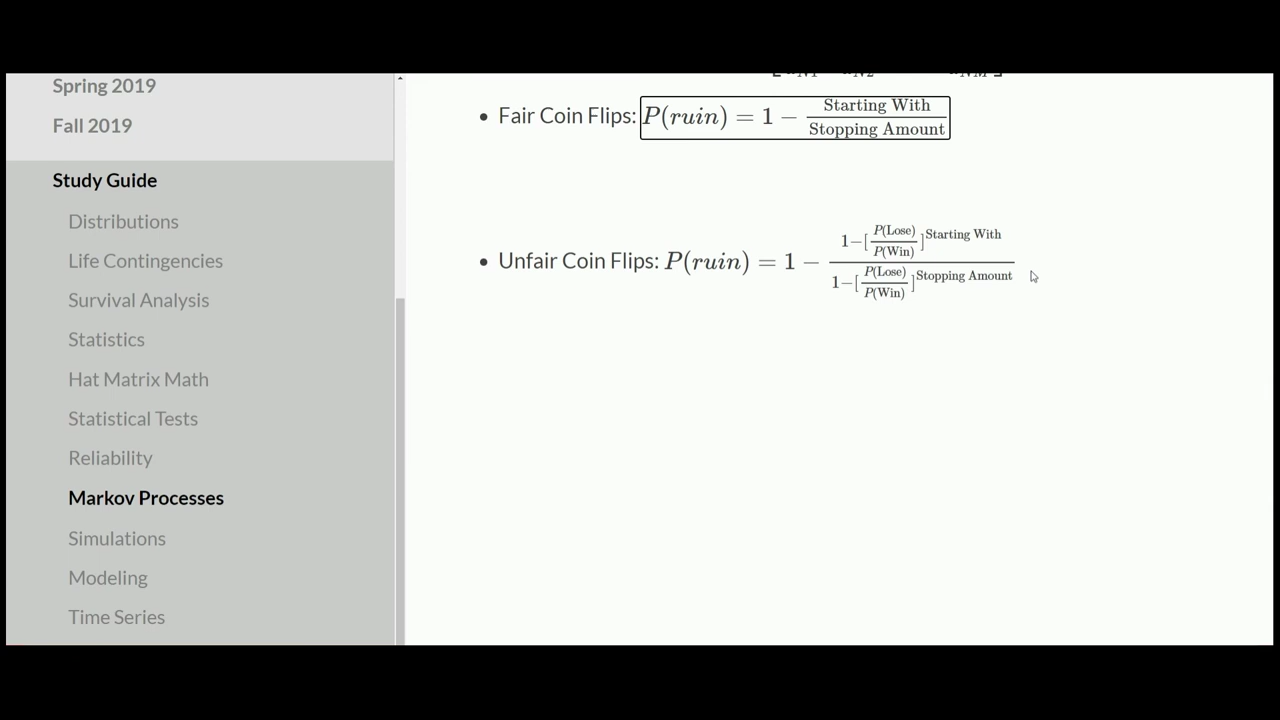 Spring 2019
Fall 2019
Study Guide
Distributions
Life Contingencies
Survival Analysis
Statistics
Hat Matrix Math
Statistical Tests
Reliability
Markov Processes
Simulations
Modeling
Time Series
• Fair Coin Flips: P(ruin) = 1 − Starting With / Stopping Amount
• Unfair Coin Flips: P(ruin) = 1 − 1−[P(Lose)/P(Win)]^Starting With / 1−[P(Lose)/P(Win)]^Stopping Amount